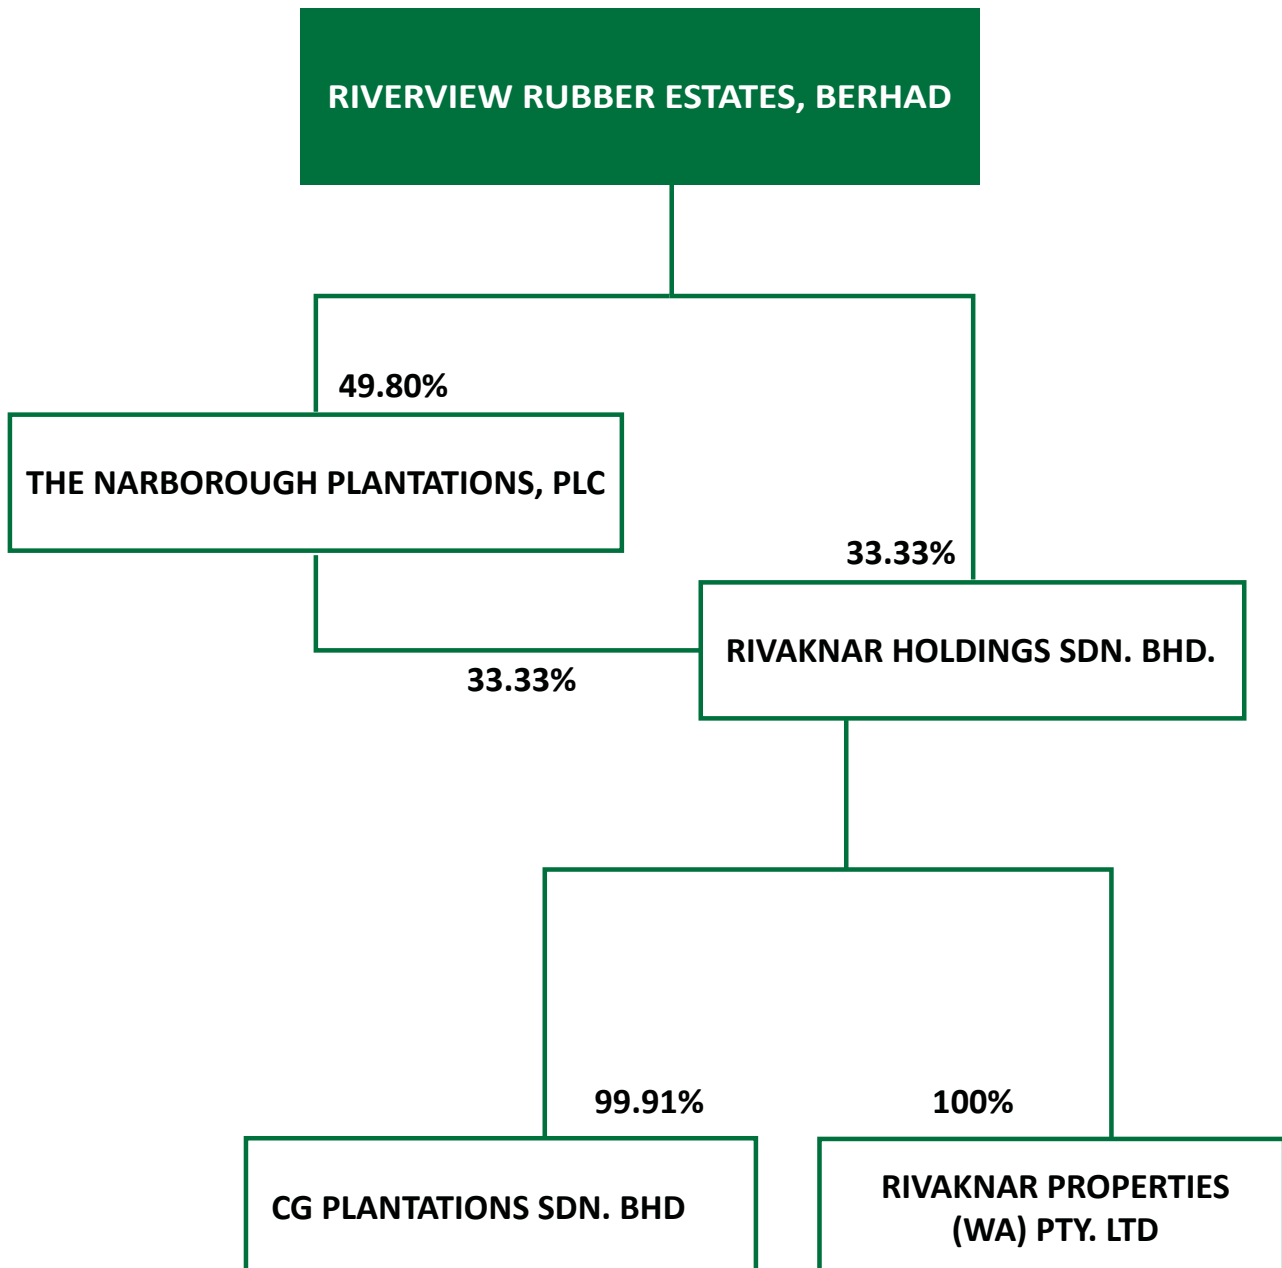 RIVERVIEW RUBBER ESTATES, BERHAD
49.80%
THE NARBOROUGH PLANTATIONS, PLC
33.33%
RIVAKNAR HOLDINGS SDN. BHD.
33.33%
99.91%
100%
CG PLANTATIONS SDN. BHD
RIVAKNAR PROPERTIES
(WA) PTY. LTD